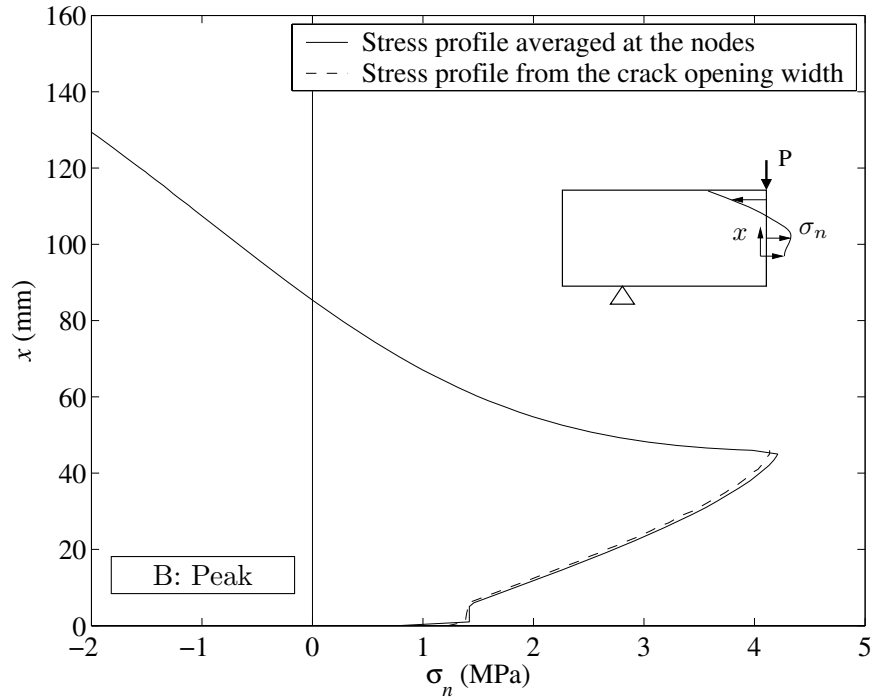 160
140
120
100
80
60
40
20
0
x (mm)
Stress profile averaged at the nodes
Stress profile from the crack opening width
P
x
σn
B: Peak
−2
−1
0
1
2
3
4
5
σn (MPa)